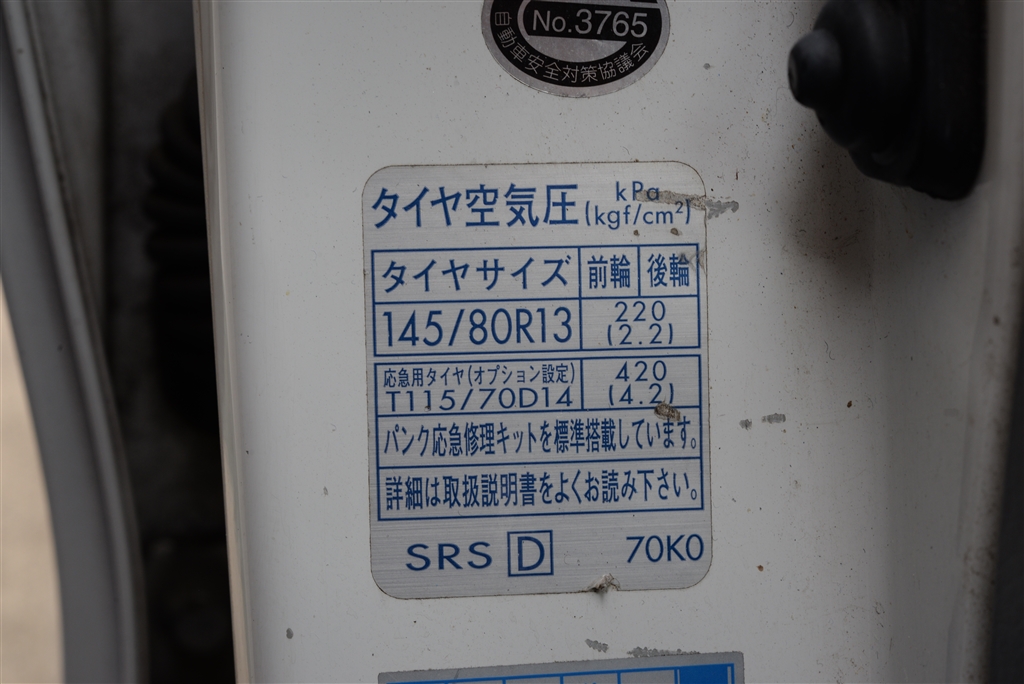 No.3765
自動車安全対策協議会
タイヤ空気圧 kPa
(kgf/cm²)
タイヤサイズ 前輪 後輪
145/80R13 220
(2.2)
応急用タイヤ(オプション設定) 420
T115/70D14 (4.2)
パンク応急修理キットを標準搭載しています。
詳細は取扱説明書をよくお読み下さい。
SRS D 70K0